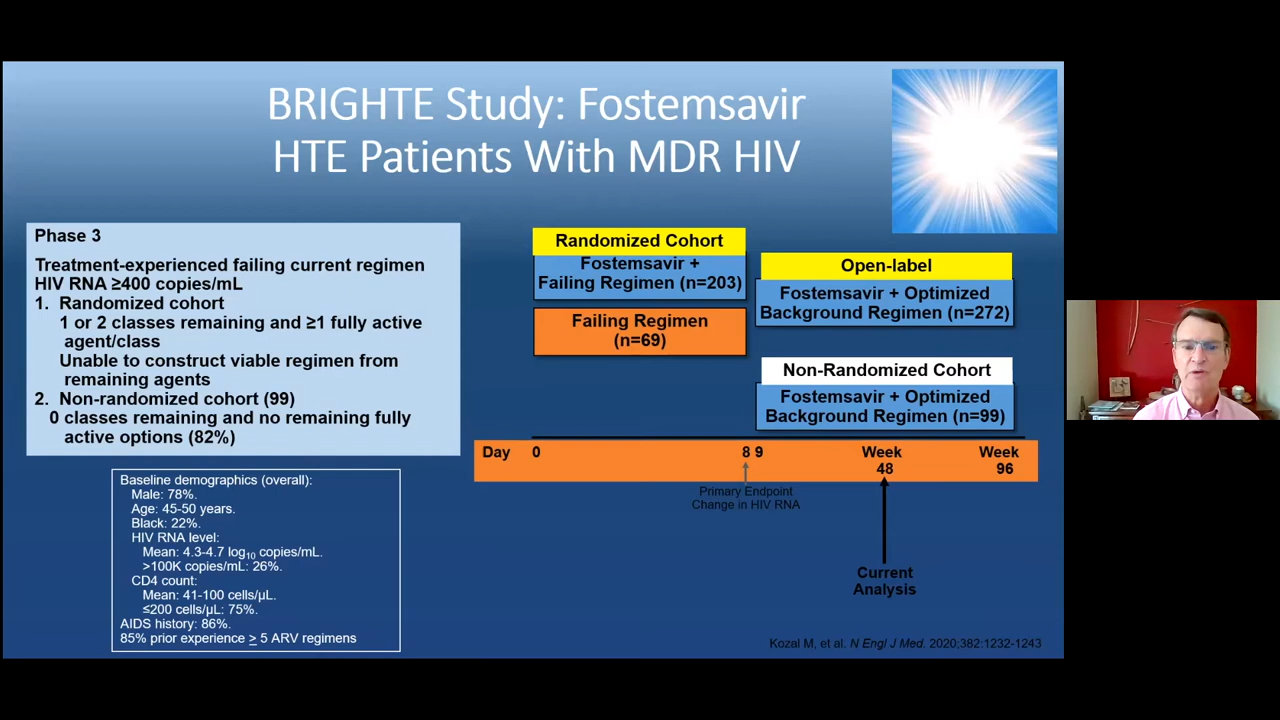 BRIGHTE Study: Fostemsavir
HTE Patients With MDR HIV
Phase 3
Treatment-experienced failing current regimen
HIV RNA ≥400 copies/mL
1. Randomized cohort
1 or 2 classes remaining and ≥1 fully active
agent/class
Unable to construct viable regimen from
remaining agents
2. Non-randomized cohort (99)
0 classes remaining and no remaining fully
active options (82%)
Baseline demographics (overall):
Male: 78%.
Age: 45-50 years.
Black: 22%.
HIV RNA level:
Mean: 4.3-4.7 log10 copies/mL.
>100K copies/mL: 26%.
CD4 count:
Mean: 41-100 cells/µL.
≤200 cells/µL: 75%.
AIDS history: 86%.
85% prior experience ≥ 5 ARV regimens
Randomized Cohort
Fostemsavir +
Failing Regimen (n=203)
Failing Regimen
(n=69)
Open-label
Fostemsavir + Optimized
Background Regimen (n=272)
Non-Randomized Cohort
Fostemsavir + Optimized
Background Regimen (n=99)
Day 0 8 9 Week Week
48 96
Primary Endpoint
Change in HIV RNA
Current
Analysis
Kozal M, et al. N Engl J Med. 2020;382:1232-1243